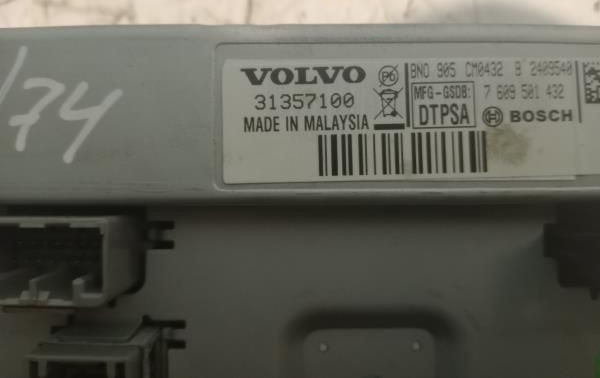 /74
VOLVO
31357100
MADE IN MALAYSIA
BNO 905 CM0432 B 2409540
MFG-GSDB: 7 609 501 432
DTPSA BOSCH